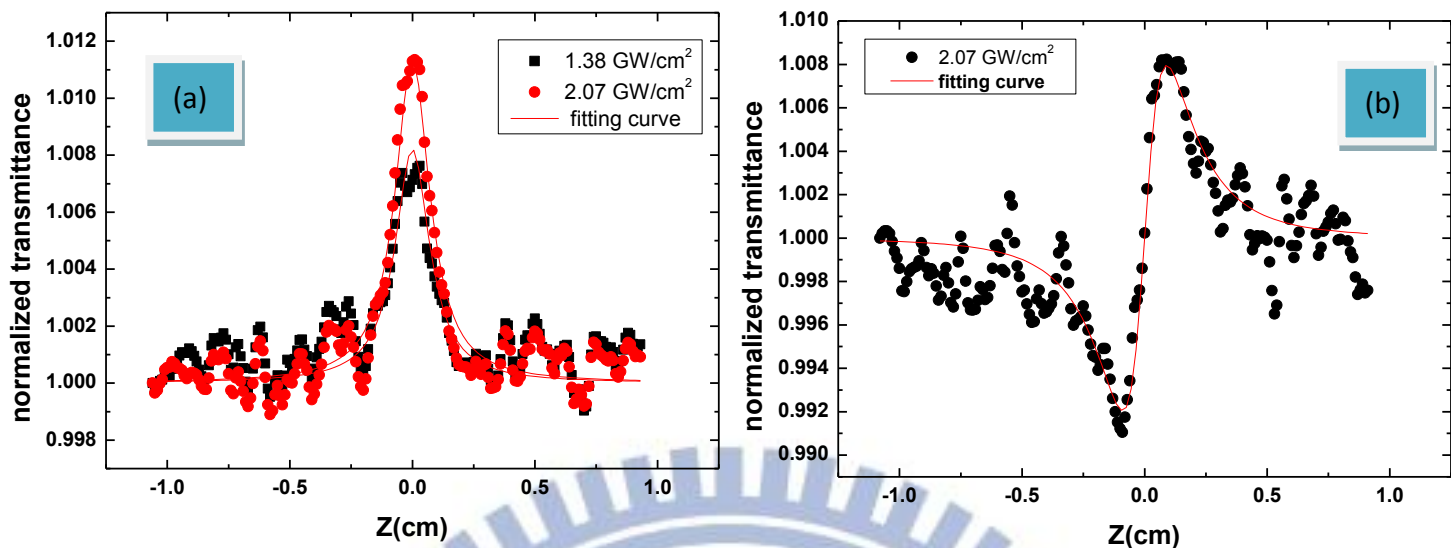 (a)
1.38 GW/cm²
2.07 GW/cm²
fitting curve
normalized transmittance
1.012
1.010
1.008
1.006
1.004
1.002
1.000
0.998
-1.0 -0.5 0.0 0.5 1.0
Z(cm)
(b)
2.07 GW/cm²
fitting curve
normalized transmittance
1.010
1.008
1.006
1.004
1.002
1.000
0.998
0.996
0.994
0.992
0.990
-1.0 -0.5 0.0 0.5 1.0
Z(cm)